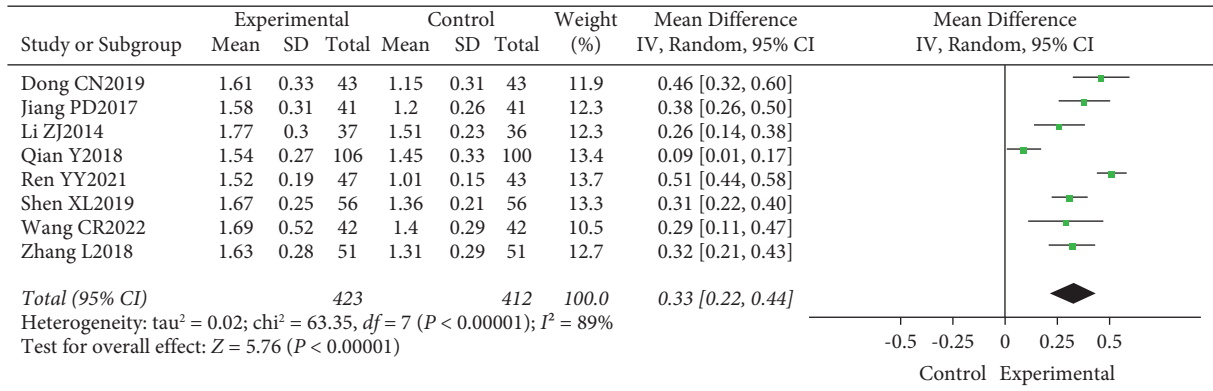 Experimental Control Weight Mean Difference Mean Difference
Study or Subgroup Mean SD Total Mean SD Total (%) IV, Random, 95% CI IV, Random, 95% CI
Dong CN2019 1.61 0.33 43 1.15 0.31 43 11.9 0.46 [0.32, 0.60]
Jiang PD2017 1.58 0.31 41 1.2 0.26 41 12.3 0.38 [0.26, 0.50]
Li ZJ2014 1.77 0.3 37 1.51 0.23 36 12.3 0.26 [0.14, 0.38]
Qian Y2018 1.54 0.27 106 1.45 0.33 100 13.4 0.09 [0.01, 0.17]
Ren YY2021 1.52 0.19 47 1.01 0.15 43 13.7 0.51 [0.44, 0.58]
Shen XL2019 1.67 0.25 56 1.36 0.21 56 13.3 0.31 [0.22, 0.40]
Wang CR2022 1.69 0.52 42 1.4 0.29 42 10.5 0.29 [0.11, 0.47]
Zhang L2018 1.63 0.28 51 1.31 0.29 51 12.7 0.32 [0.21, 0.43]
Total (95% CI) 423 412 100.0 0.33 [0.22, 0.44]
Heterogeneity: tau² = 0.02; chi² = 63.35, df = 7 (P < 0.00001); I² = 89%
Test for overall effect: Z = 5.76 (P < 0.00001)
-0.5 -0.25 0 0.25 0.5
Control Experimental